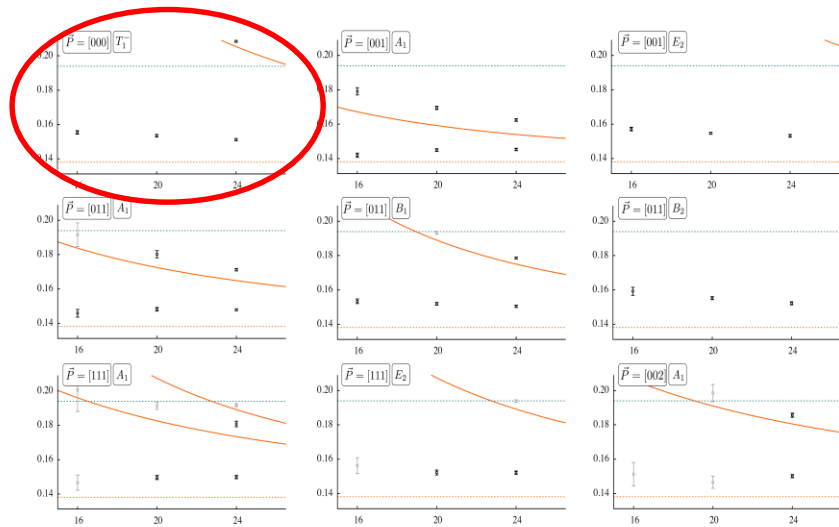 P⃗ = [000] T₁⁻ P⃗ = [001] A₁ P⃗ = [001] E₂
0.20 0.20 0.20
0.18 0.18 0.18
0.16 0.16 0.16
0.14 0.14 0.14
16 20 24 16 20 24 16 20 24
P⃗ = [011] A₁ P⃗ = [011] B₁ P⃗ = [011] B₂
0.20 0.20 0.20
0.18 0.18 0.18
0.16 0.16 0.16
0.14 0.14 0.14
16 20 24 16 20 24 16 20 24
P⃗ = [111] A₁ P⃗ = [111] E₂ P⃗ = [002] A₁
0.20 0.20 0.20
0.18 0.18 0.18
0.16 0.16 0.16
0.14 0.14 0.14
16 20 24 16 20 24 16 20 24